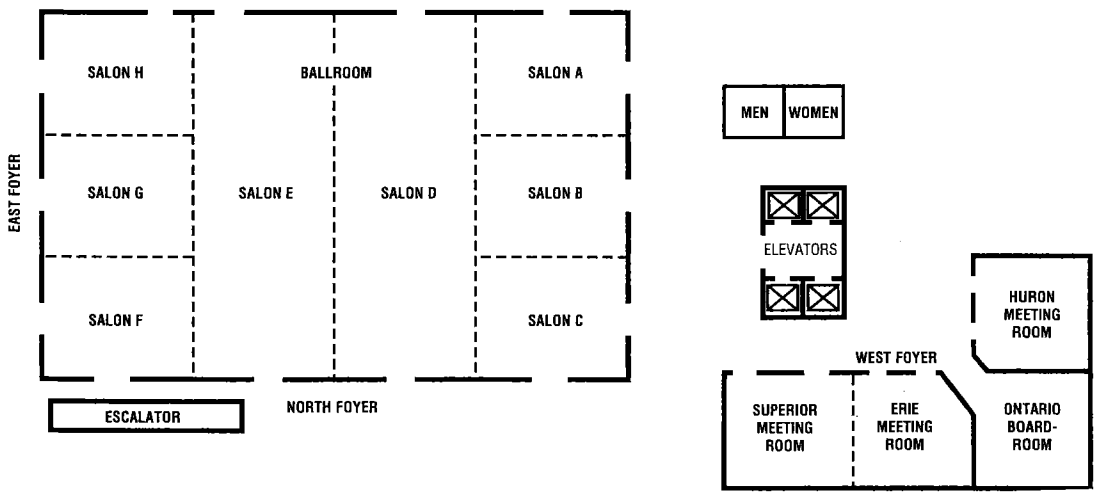 SALON H
BALLROOM
SALON A
MEN
WOMEN
EAST FOYER
SALON G
SALON E
SALON D
SALON B
ELEVATORS
SALON F
SALON C
HURON
MEETING
ROOM
WEST FOYER
NORTH FOYER
ESCALATOR
SUPERIOR
MEETING
ROOM
ERIE
MEETING
ROOM
ONTARIO
BOARD-
ROOM